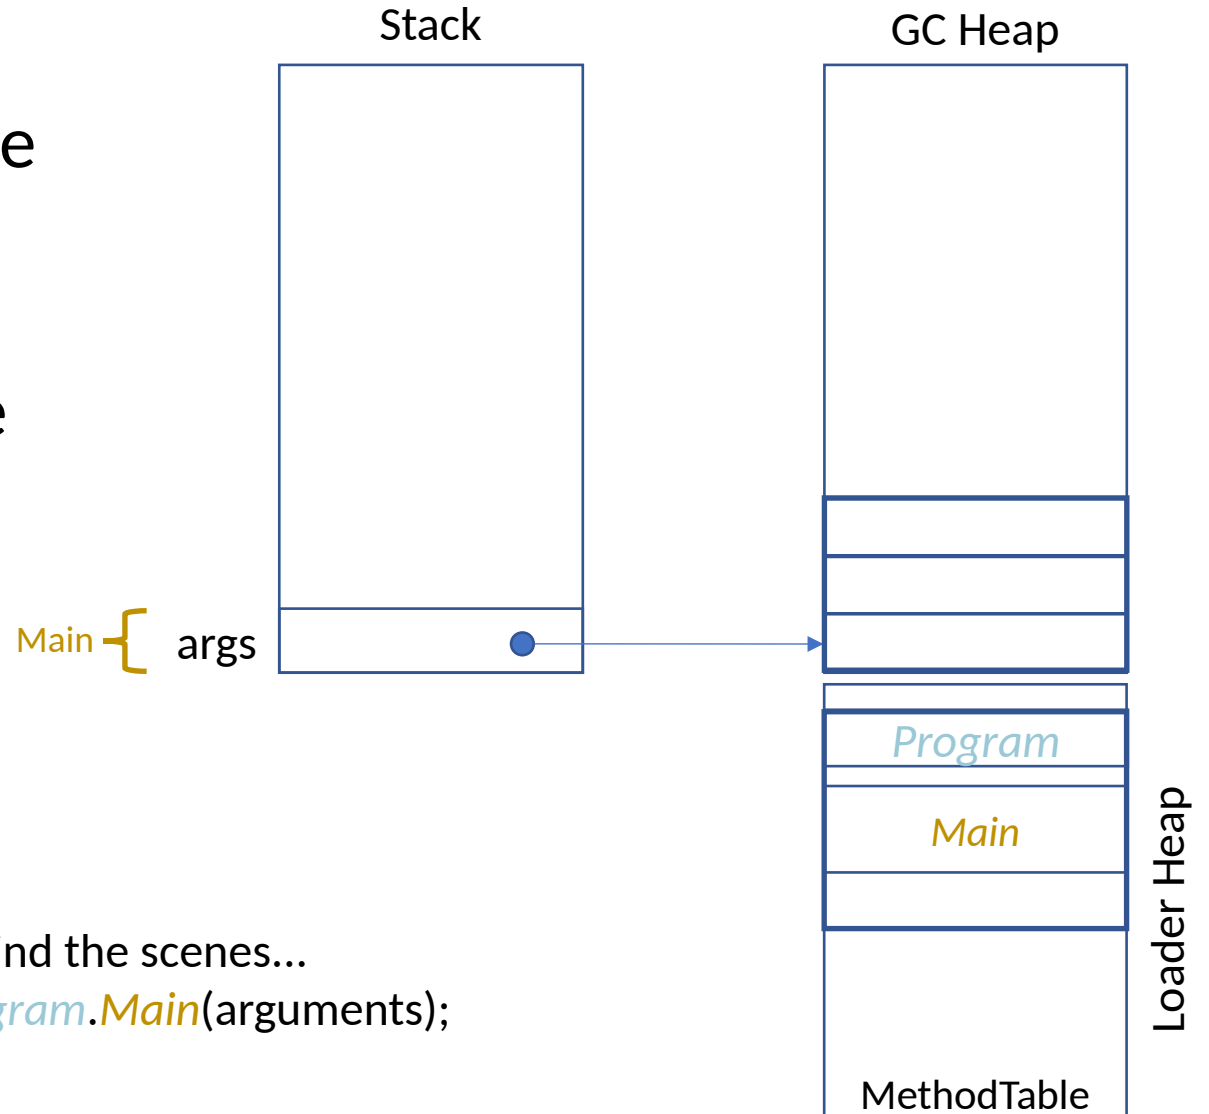 Stack
GC Heap
e
e
Main
args
Program
Main
Loader Heap
ind the scenes...
gram.Main(arguments);
MethodTable